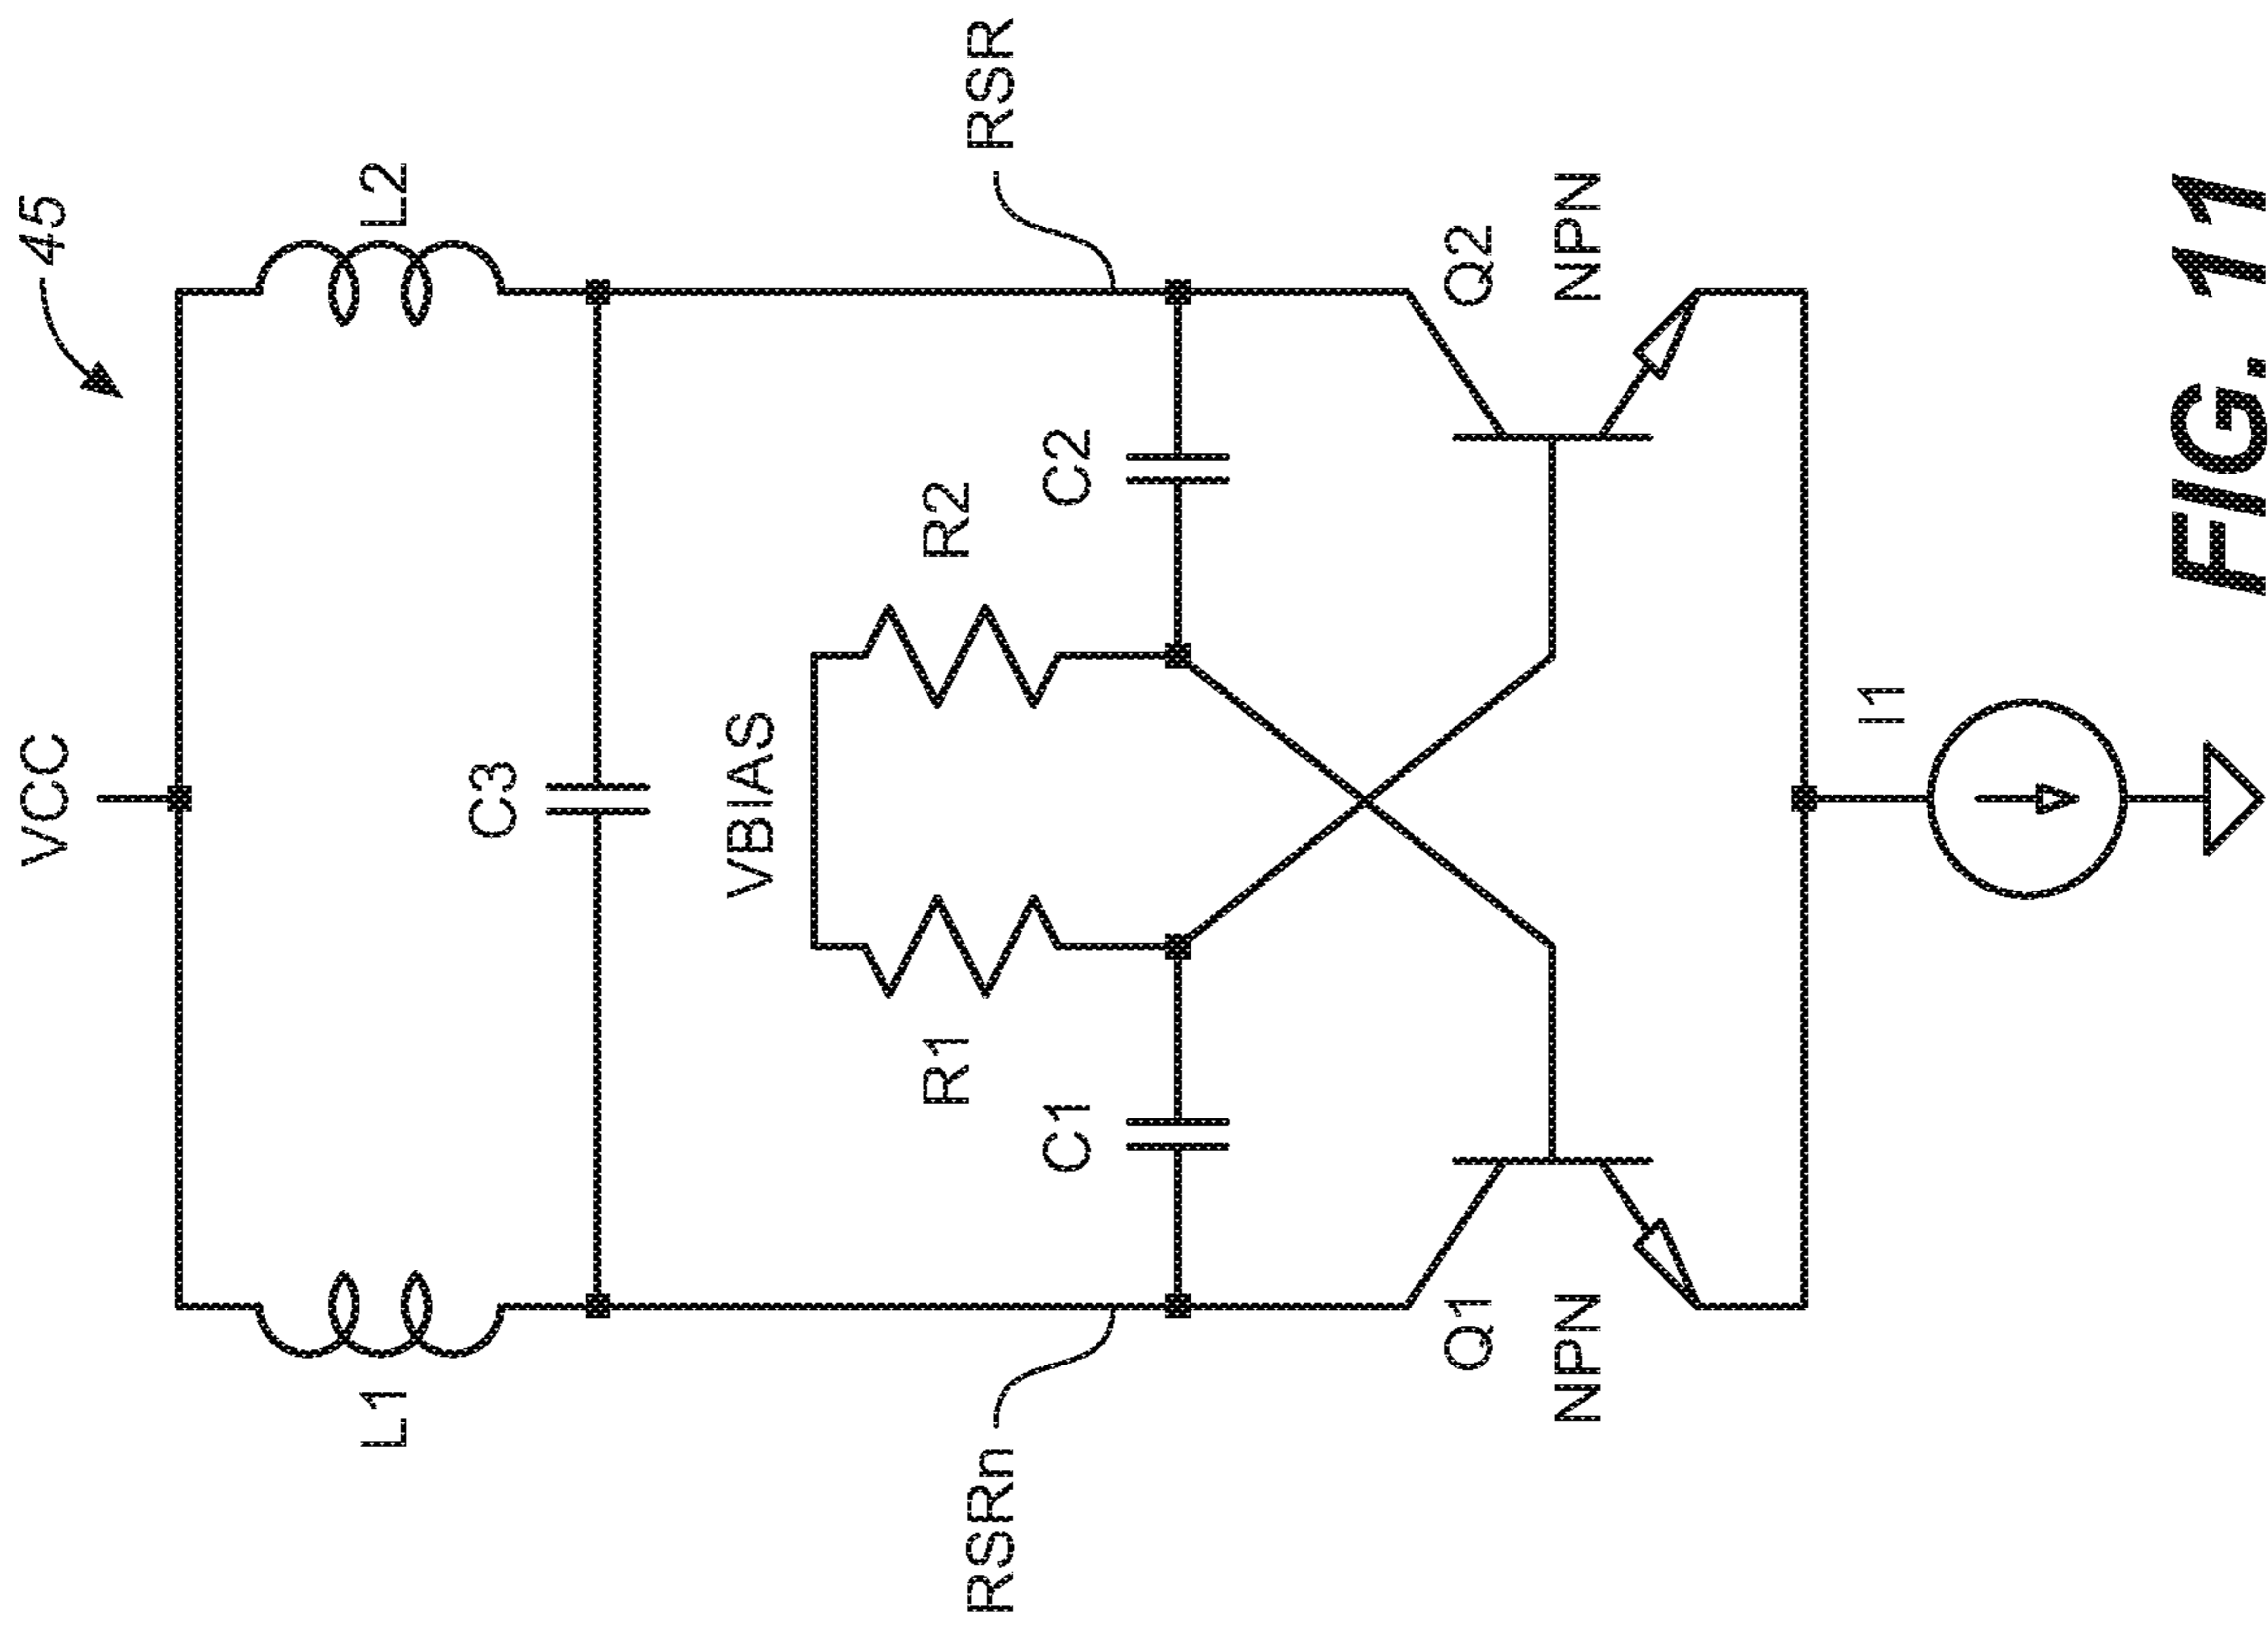 VCC
45
L1
L2
C3
VBIAS
R1
R2
RSRn
RSR
C1
C2
Q1
Q2
NPN
NPN
I1
FIG. 11